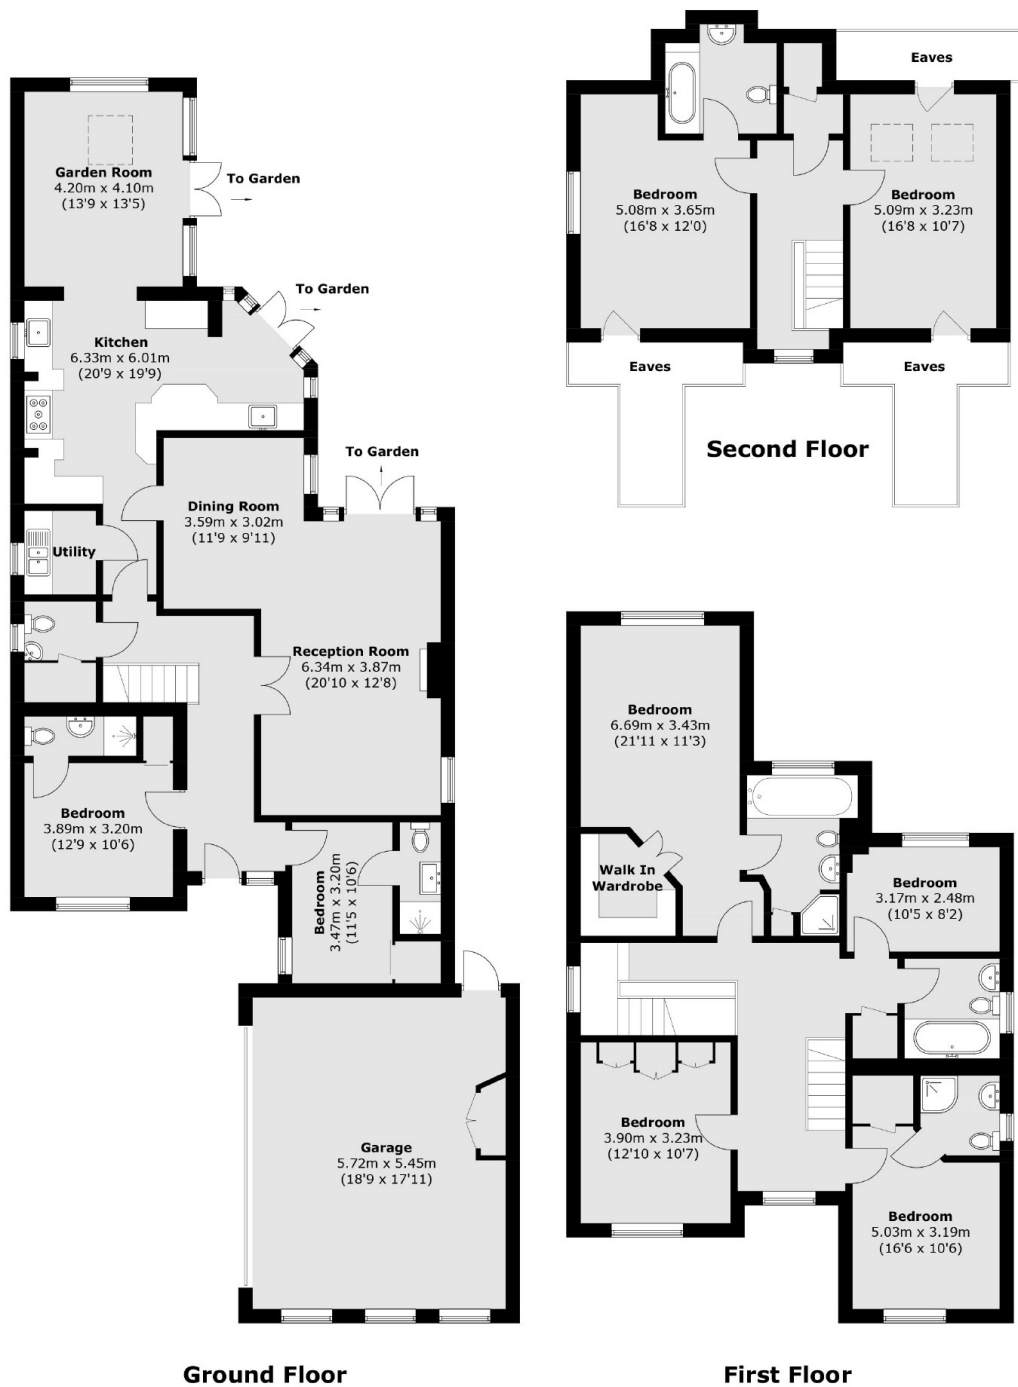 Garden Room
4.20m x 4.10m
(13'9 x 13'5)
To Garden
To Garden
Kitchen
6.33m x 6.01m
(20'9 x 19'9)
To Garden
Dining Room
3.59m x 3.02m
(11'9 x 9'11)
Utility
Reception Room
6.34m x 3.87m
(20'10 x 12'8)
Bedroom
3.89m x 3.20m
(12'9 x 10'6)
Bedroom
3.47m x 3.20m
(11'5 x 10'6)
Garage
5.72m x 5.45m
(18'9 x 17'11)
Ground Floor
Eaves
Bedroom
5.08m x 3.65m
(16'8 x 12'0)
Bedroom
5.09m x 3.23m
(16'8 x 10'7)
Eaves
Eaves
Second Floor
Bedroom
6.69m x 3.43m
(21'11 x 11'3)
Walk In
Wardrobe
Bedroom
3.17m x 2.48m
(10'5 x 8'2)
Bedroom
3.90m x 3.23m
(12'10 x 10'7)
Bedroom
5.03m x 3.19m
(16'6 x 10'6)
First Floor